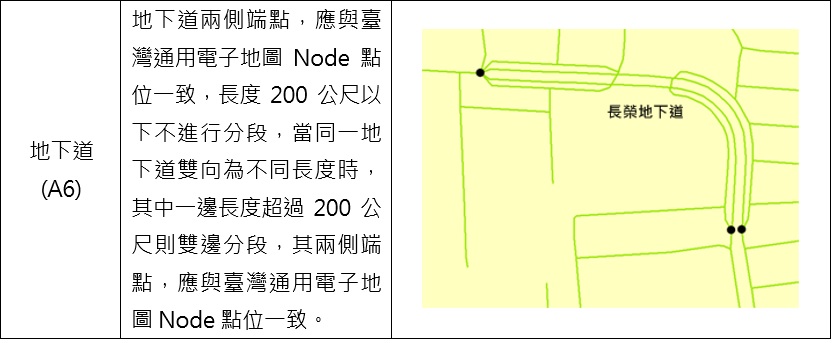 地下道
(A6)
地下道兩側端點，應與臺
灣通用電子地圖 Node 點
位一致，長度 200 公尺以
下不進行分段，當同一地
下道雙向為不同長度時，
其中一邊長度超過 200 公
尺則雙邊分段，其兩側端
點，應與臺灣通用電子地
圖 Node 點位一致。
長榮地下道